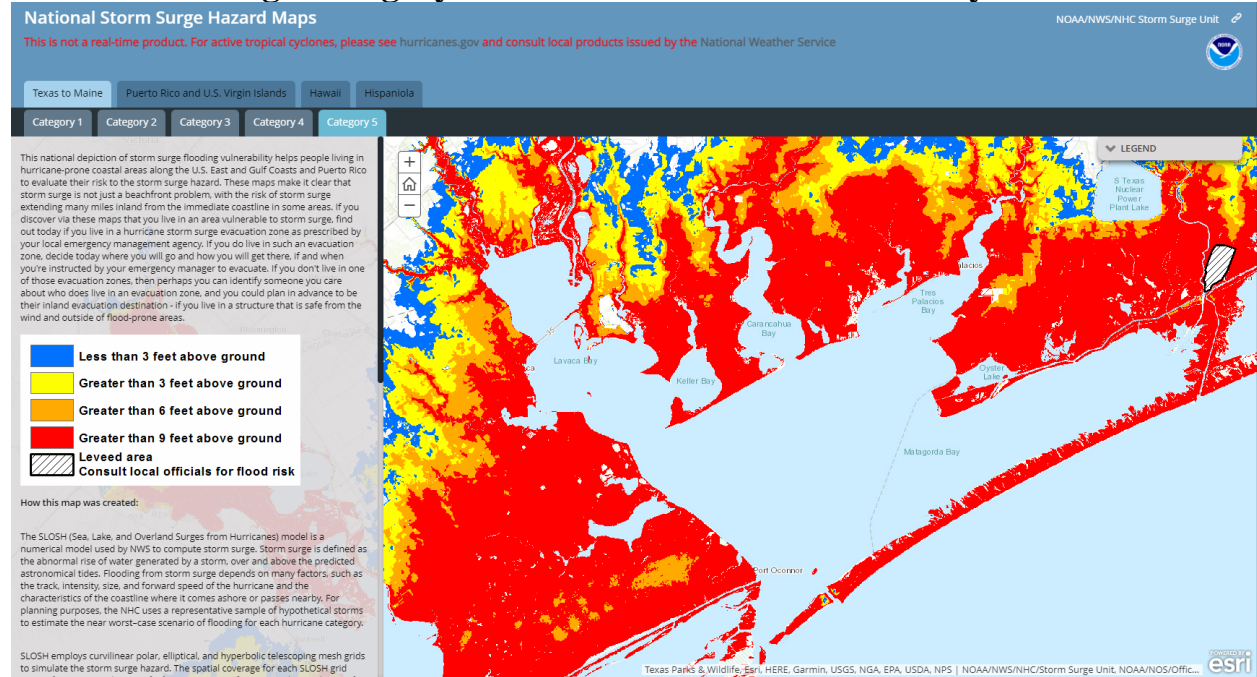 National Storm Surge Hazard Maps
NOAA/NWS/NHC Storm Surge Unit
This is not a real-time product. For active tropical cyclones, please see hurricanes.gov and consult local products issued by the National Weather Service
Texas to Maine
Puerto Rico and U.S. Virgin Islands
Hawaii
Hispaniola
Category 1
Category 2
Category 3
Category 4
Category 5
This national depiction of storm surge flooding vulnerability helps people living in
hurricane-prone coastal areas along the U.S. East and Gulf Coasts and Puerto Rico
to evaluate their risk to the storm surge hazard. These maps make it clear that
storm surge is not just a beachfront problem, with the risk of storm surge
extending many miles inland from the immediate coastline in some areas. If you
discover via these maps that you live in an area vulnerable to storm surge, find
out today if you live in a hurricane storm surge evacuation zone as prescribed by
your local emergency management agency. If you do live in such an evacuation
zone, decide today where you will go and how you will get there, if and when
you're instructed by your emergency manager to evacuate. If you don't live in one
of those evacuation zones, then perhaps you can identify someone you care
about who does live in an evacuation zone, and you could plan in advance to be
their inland evacuation destination - if you live in a structure that is safe from the
wind and outside of flood-prone areas.
Less than 3 feet above ground
Greater than 3 feet above ground
Greater than 6 feet above ground
Greater than 9 feet above ground
Leveed area
Consult local officials for flood risk
How this map was created:
The SLOSH (Sea, Lake, and Overland Surges from Hurricanes) model is a
numerical model used by NWS to compute storm surge. Storm surge is defined as
the abnormal rise of water generated by a storm, over and above the predicted
astronomical tides. Flooding from storm surge depends on many factors, such as
the track, intensity, size, and forward speed of the hurricane and the
characteristics of the coastline where it comes ashore or passes nearby. For
planning purposes, the NHC uses a representative sample of hypothetical storms
to estimate the near worst-case scenario of flooding for each hurricane category.
SLOSH employs curvilinear polar, elliptical, and hyperbolic telescoping mesh grids
to simulate the storm surge hazard. The spatial coverage for each SLOSH grid
+
−
LEGEND
S Texas
Nuclear
Power
Plant Lake
alacios
Tres
Palacios
Bay
Carancahua
Bay
Lavaca Bay
ca
Keller Bay
Oyster
Lake
Matagorda Bay
Port Oconnor
Texas Parks & Wildlife, Esri, HERE, Garmin, USGS, NGA, EPA, USDA, NPS | NOAA/NWS/NHC/Storm Surge Unit, NOAA/NOS/Offic...
POWERED BY
esri